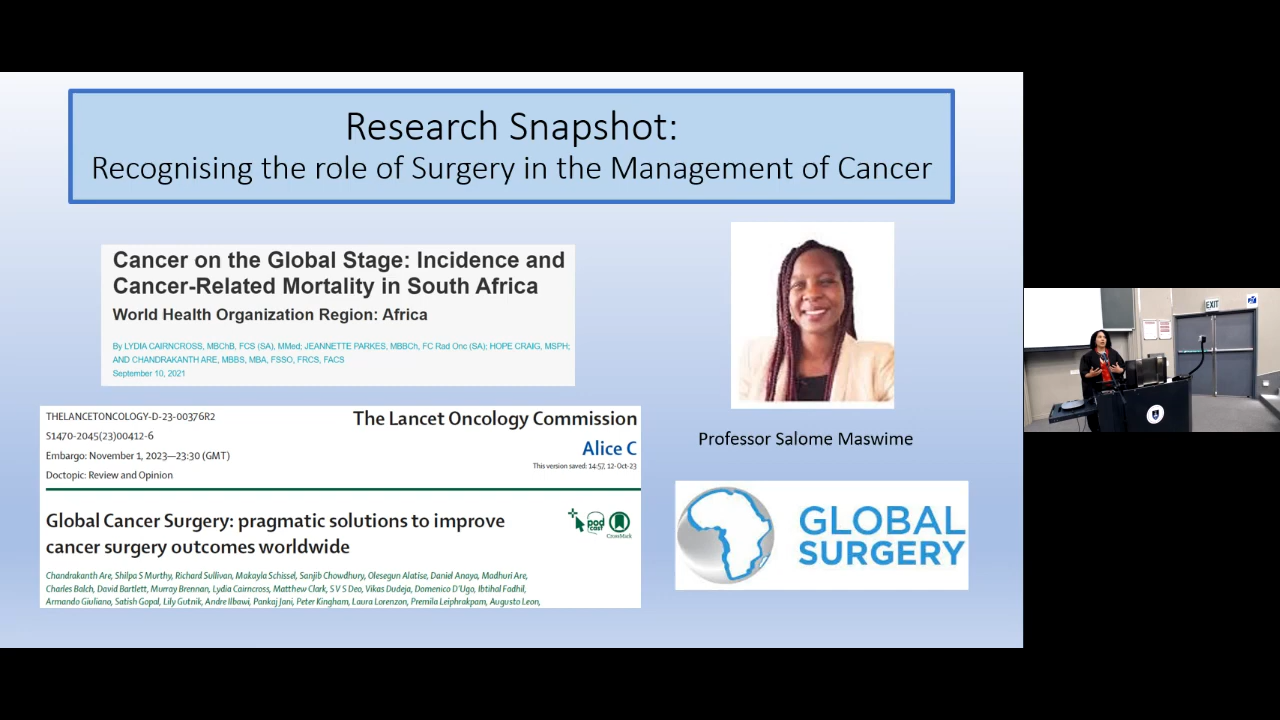 Research Snapshot:
Recognising the role of Surgery in the Management of Cancer
Cancer on the Global Stage: Incidence and
Cancer-Related Mortality in South Africa
World Health Organization Region: Africa
By LYDIA CAIRNCROSS, MBChB, FCS (SA), MMed; JEANNETTE PARKES, MBBCh, FC Rad Onc (SA); HOPE CRAIG, MSPH;
AND CHANDRAKANTH ARE, MBBS, MBA, FSSO, FRCS, FACS
September 10, 2021
THELANCETONCOLOGY-D-23-00376R2
S1470-2045(23)00412-6
Embargo: November 1, 2023—23:30 (GMT)
Doctopic: Review and Opinion
The Lancet Oncology Commission
Alice C
This version saved: 14:57, 12-Oct-23
Global Cancer Surgery: pragmatic solutions to improve
cancer surgery outcomes worldwide
pod
cast
CrossMark
Chandrakanth Are, Shilpa S Murthy, Richard Sullivan, Makayla Schissel, Sanjib Chowdhury, Olesegun Alatise, Daniel Anaya, Madhuri Are,
Charles Balch, David Bartlett, Murray Brennan, Lydia Cairncross, Matthew Clark, S V S Deo, Vikas Dudeja, Domenico D'Ugo, Ibtihal Fadhil,
Armando Giuliano, Satish Gopal, Lily Gutnik, Andre Ilbawi, Pankaj Jani, Peter Kingham, Laura Lorenzon, Premila Leiphrakpam, Augusto Leon,
Professor Salome Maswime
GLOBAL
SURGERY
EXIT